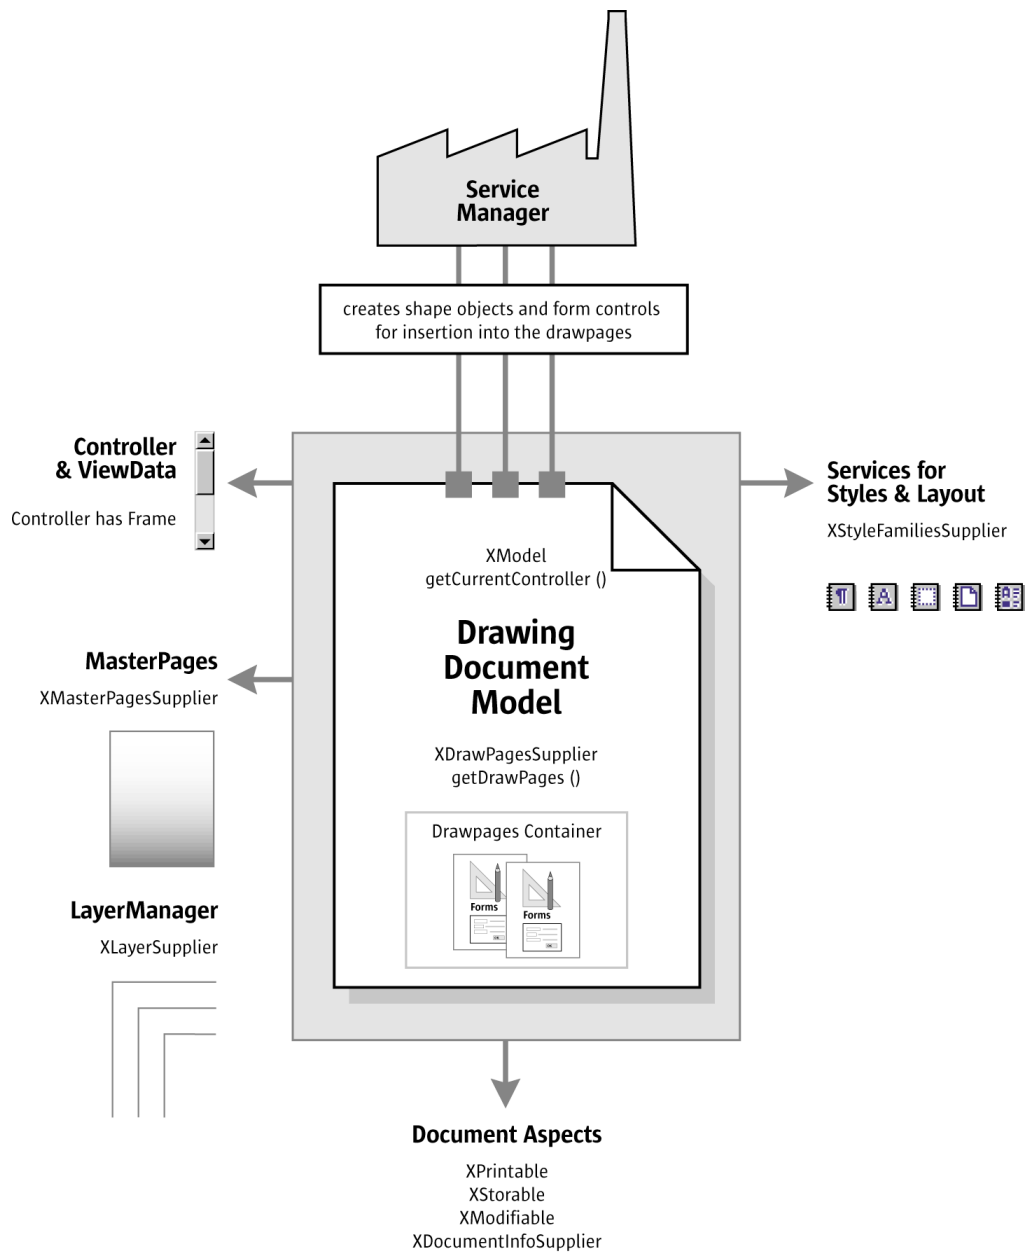 Service
Manager
creates shape objects and form controls
for insertion into the drawpages
Controller
& ViewData
Controller has Frame
Services for
Styles & Layout
XStyleFamiliesSupplier
XModel
getCurrentController ()
Drawing
Document
Model
MasterPages
XMasterPagesSupplier
XDrawPagesSupplier
getDrawPages ()
Drawpages Container
Forms
Forms
OK
OK
LayerManager
XLayerSupplier
Document Aspects
XPrintable
XStorable
XModifiable
XDocumentInfoSupplier